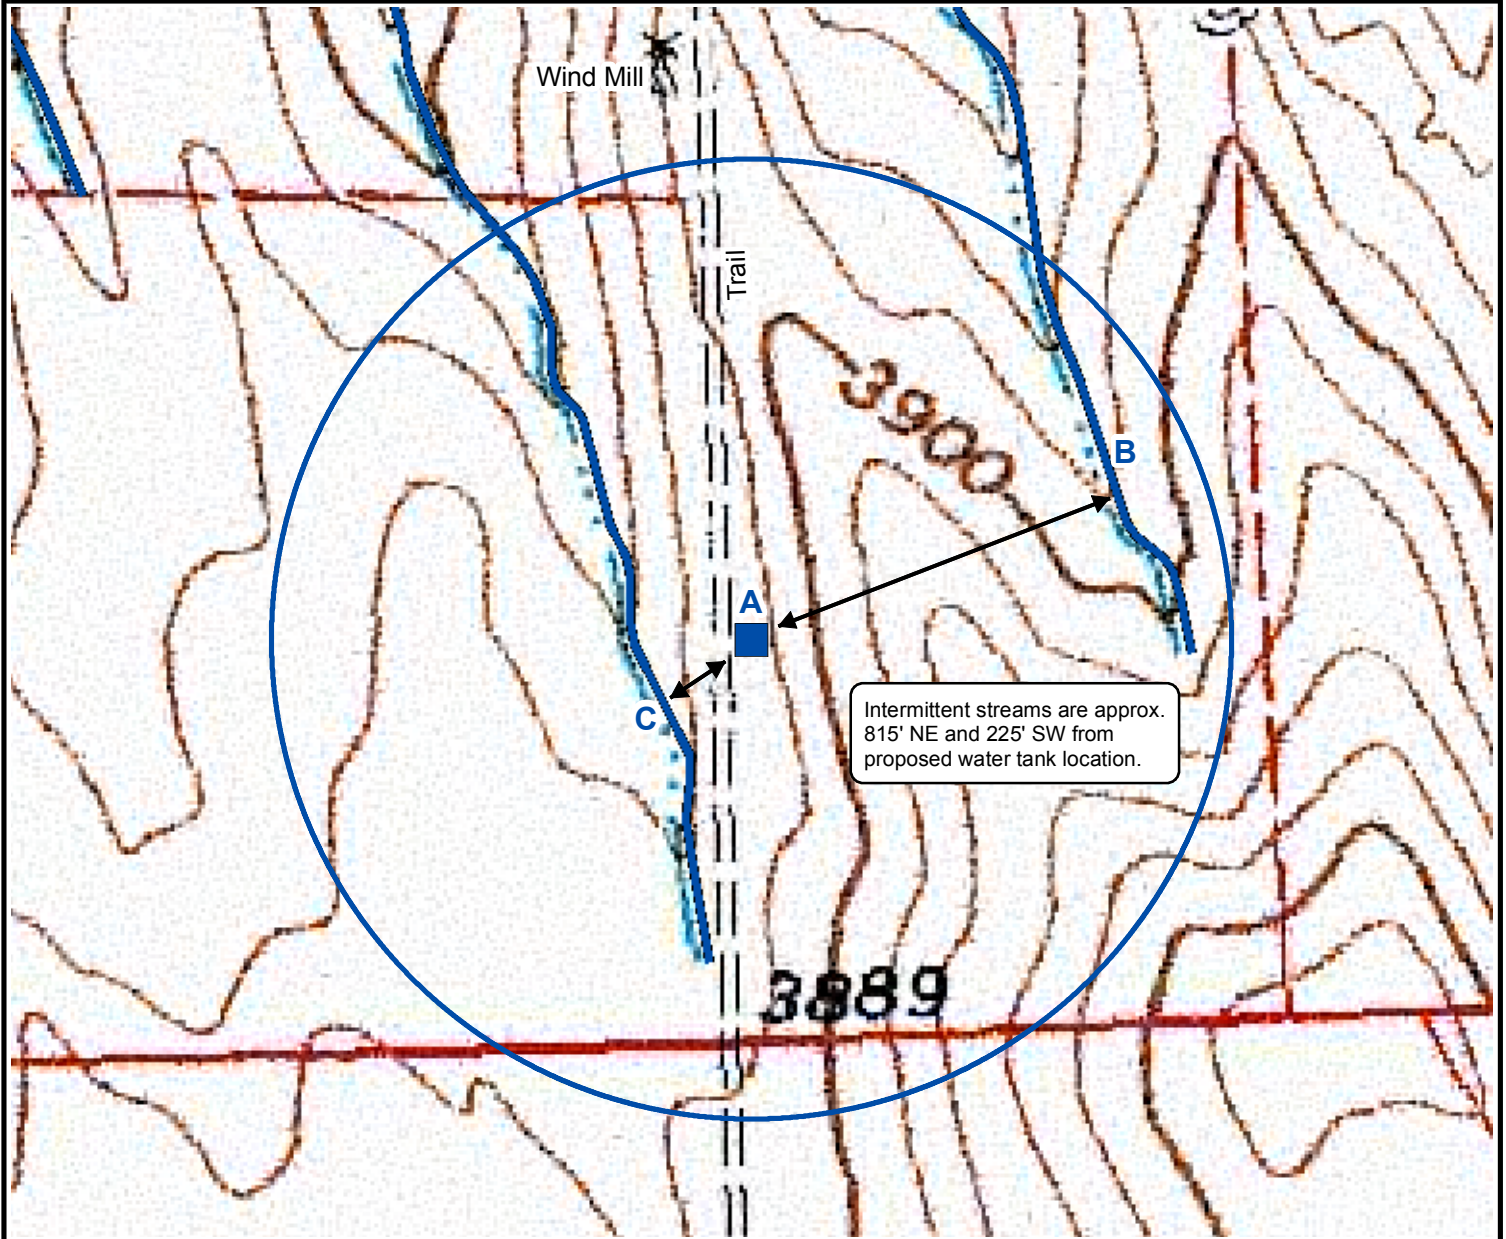 Wind Mill
Trail
3900
B
A
C
Intermittent streams are approx.
815' NE and 225' SW from
proposed water tank location.
3889